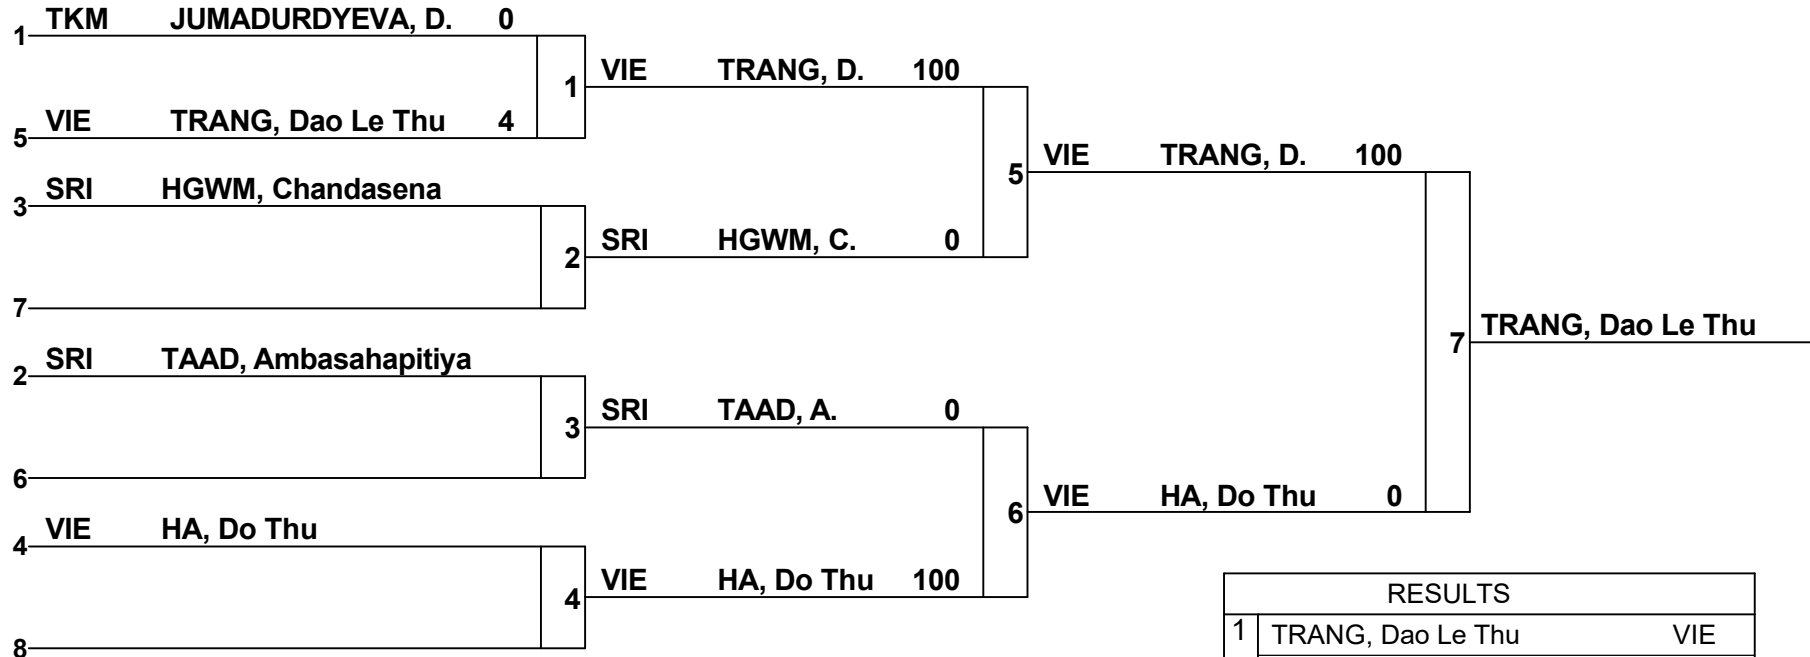 1 TKM JUMADURDYEVA, D. 0
1 VIE TRANG, D. 100
5 VIE TRANG, Dao Le Thu 4
5 VIE TRANG, D. 100
3 SRI HGWM, Chandasena
2 SRI HGWM, C. 0
7
7 TRANG, Dao Le Thu
2 SRI TAAD, Ambasahapitiya
3 SRI TAAD, A. 0
6
6 VIE HA, Do Thu 0
4 VIE HA, Do Thu
4 VIE HA, Do Thu 100
8
RESULTS
1 TRANG, Dao Le Thu VIE